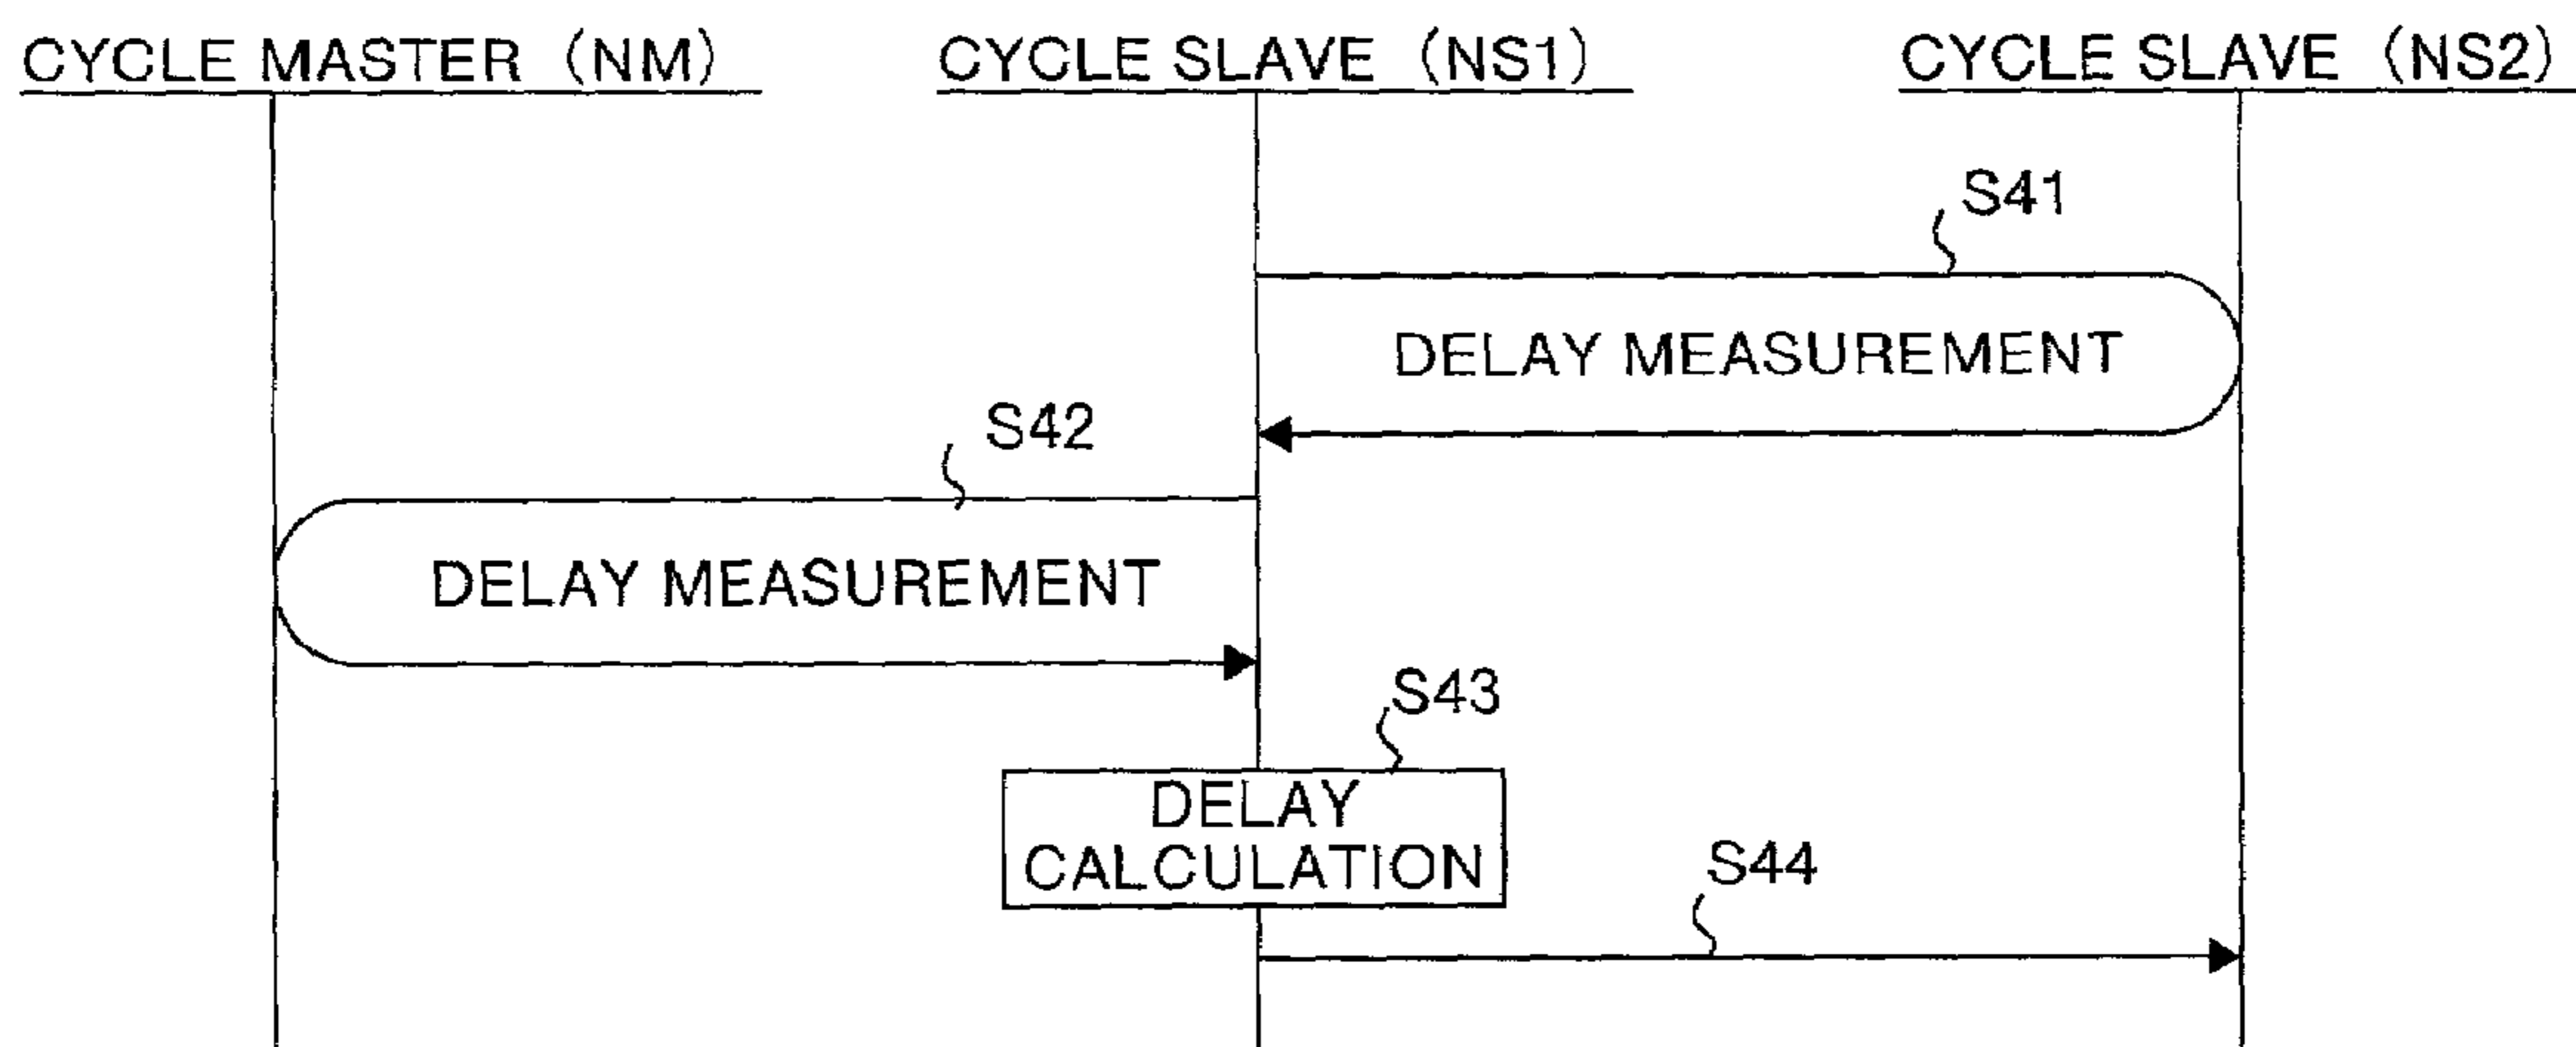 CYCLE MASTER (NM)
CYCLE SLAVE (NS1)
CYCLE SLAVE (NS2)
S41
DELAY MEASUREMENT
S42
DELAY MEASUREMENT
S43
DELAY
CALCULATION
S44